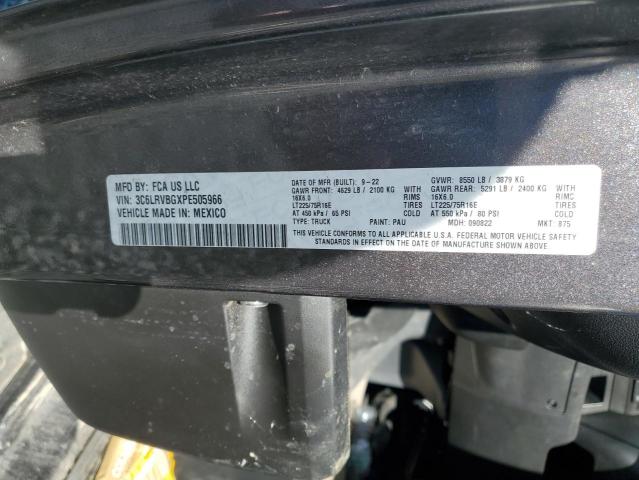 MFD BY: FCA US LLC
VIN: 3C6LRVBGXPE505966
VEHICLE MADE IN: MEXICO
DATE OF MFR (BUILT): 9-22 GVWR: 8550 LB / 3879 KG
GAWR FRONT: 4629 LB / 2100 KG WITH GAWR REAR: 5291 LB / 2400 KG WITH
16X6.0 RIMS 16X6.0 RIMC
LT225/75R16E TIRES LT225/75R16E TIRES
AT 450 kPa / 65 PSI AT 550 kPa / 80 PSI
TYPE: TRUCK PAINT: PAU MDH: 090822 MKT: 875
THIS VEHICLE CONFORMS TO ALL APPLICABLE U.S.A. FEDERAL MOTOR VEHICLE SAFETY
STANDARDS IN EFFECT ON THE DATE OF MANUFACTURE SHOWN ABOVE.